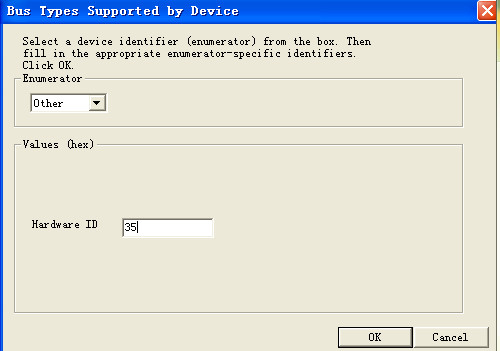 Bus Types Supported by Device
Select a device identifier (enumerator) from the box. Then
fill in the appropriate enumerator-specific identifiers.
Click OK.
Enumerator
Other
Values (hex)
Hardware ID
35
OK
Cancel